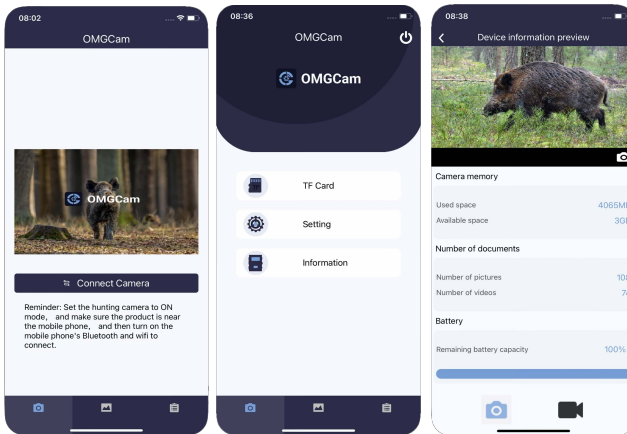 08:02
OMGCam
OMGCam
Connect Camera
Reminder: Set the hunting camera to ON
mode, and make sure the product is near
the mobile phone, and then turn on the
mobile phone's Bluetooth and wifi to
connect.
08:36
OMGCam
OMGCam
TF Card
Setting
Information
08:38
Device information preview
Camera memory
Used space 4065M
Available space 3G
Number of documents
Number of pictures 10
Number of videos 7
Battery
Remaining battery capacity 100%